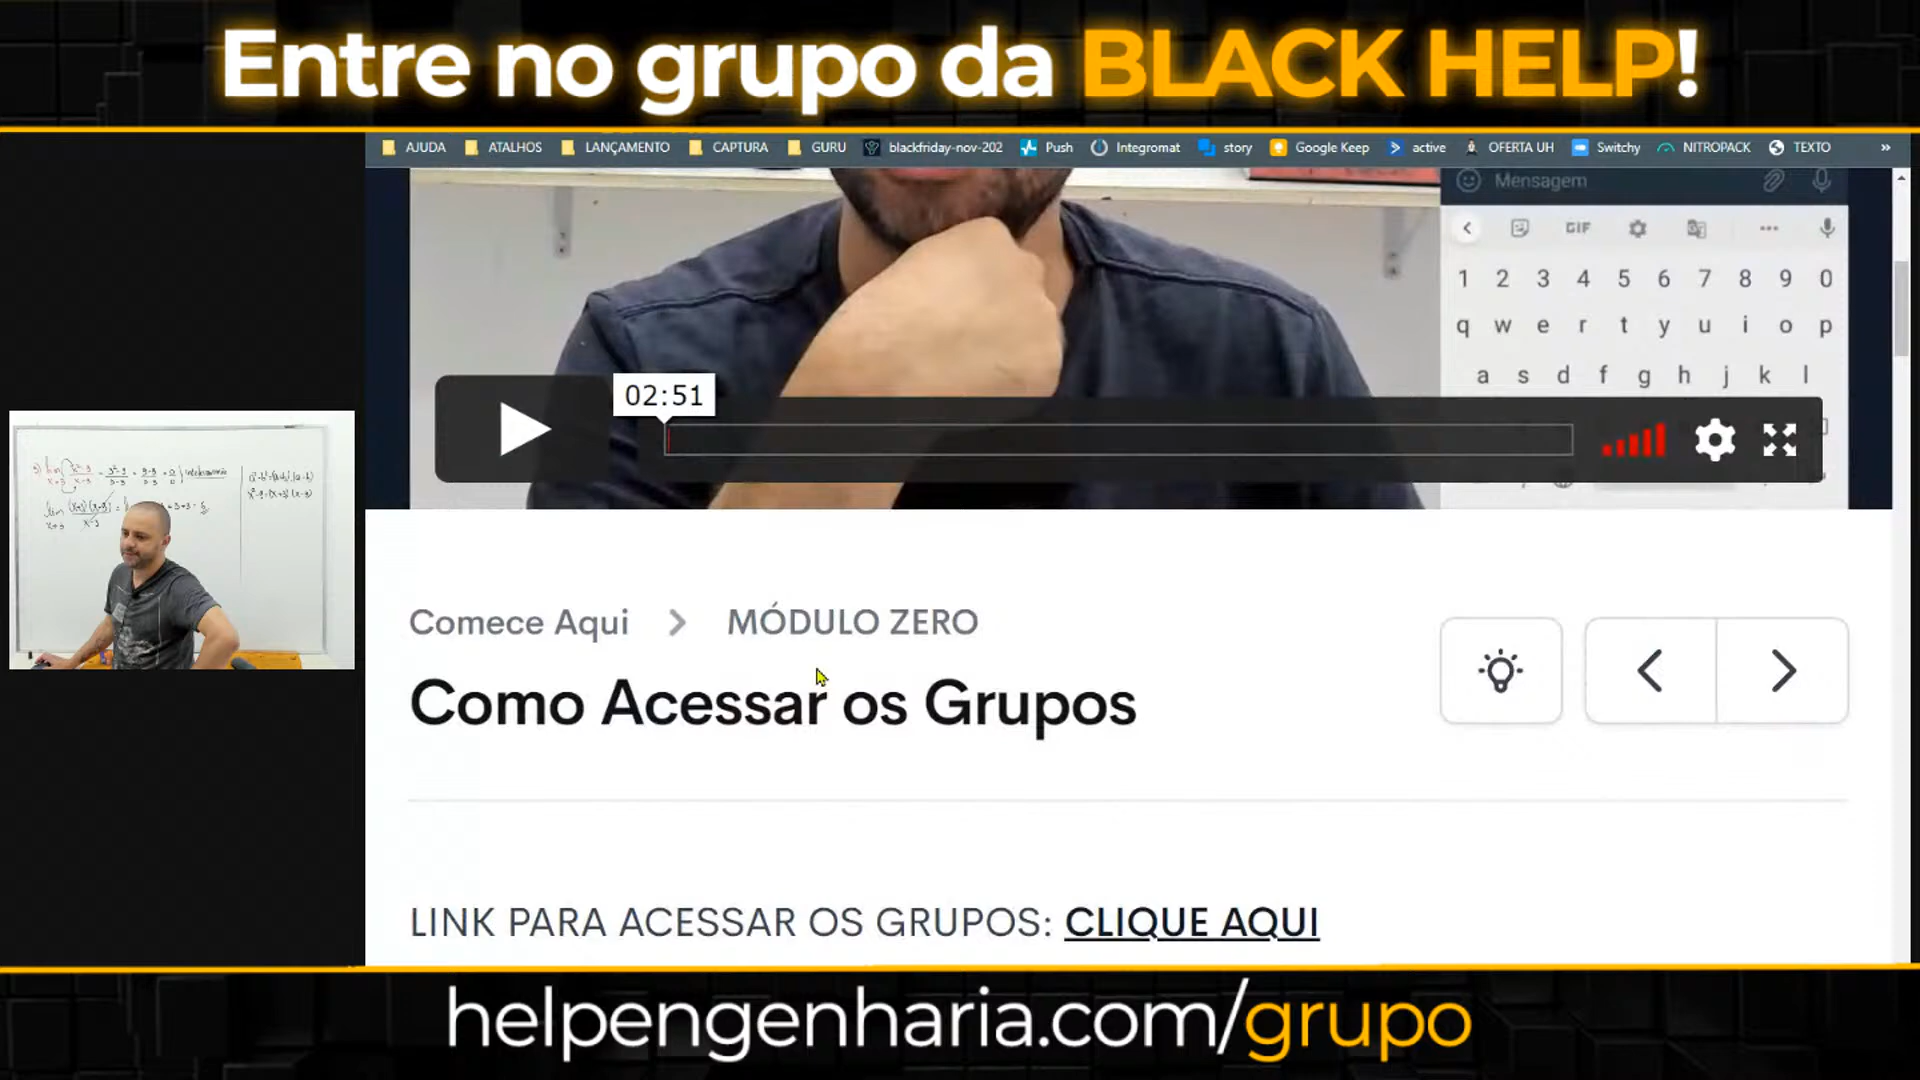 Entre no grupo da BLACK HELP!
AJUDA ATALHOS LANÇAMENTO CAPTURA GURU blackfriday-nov-202 Push Integromat story Google Keep active OFERTA UH Switchy NITROPACK TEXTO »
Mensagem
GIF
1 2 3 4 5 6 7 8 9 0
q w e r t y u i o p
a s d f g h j k l
02:51
Comece Aqui > MÓDULO ZERO
Como Acessar os Grupos
LINK PARA ACESSAR OS GRUPOS: CLIQUE AQUI
helpengenharia.com/grupo